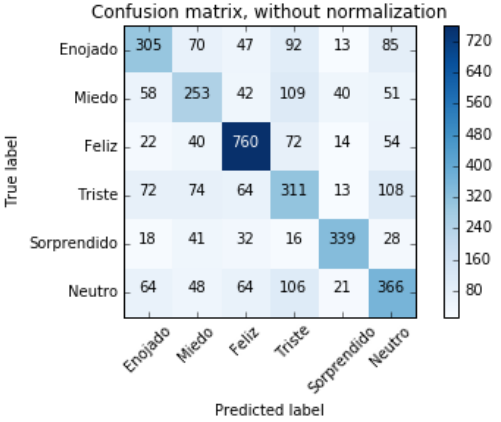 Confusion matrix, without normalization
True label
Enojado 305 70 47 92 13 85
Miedo 58 253 42 109 40 51
Feliz 22 40 760 72 14 54
Triste 72 74 64 311 13 108
Sorprendido 18 41 32 16 339 28
Neutro 64 48 64 106 21 366
Enojado Miedo Feliz Triste Sorprendido Neutro
Predicted label
720
640
560
480
400
320
240
160
80